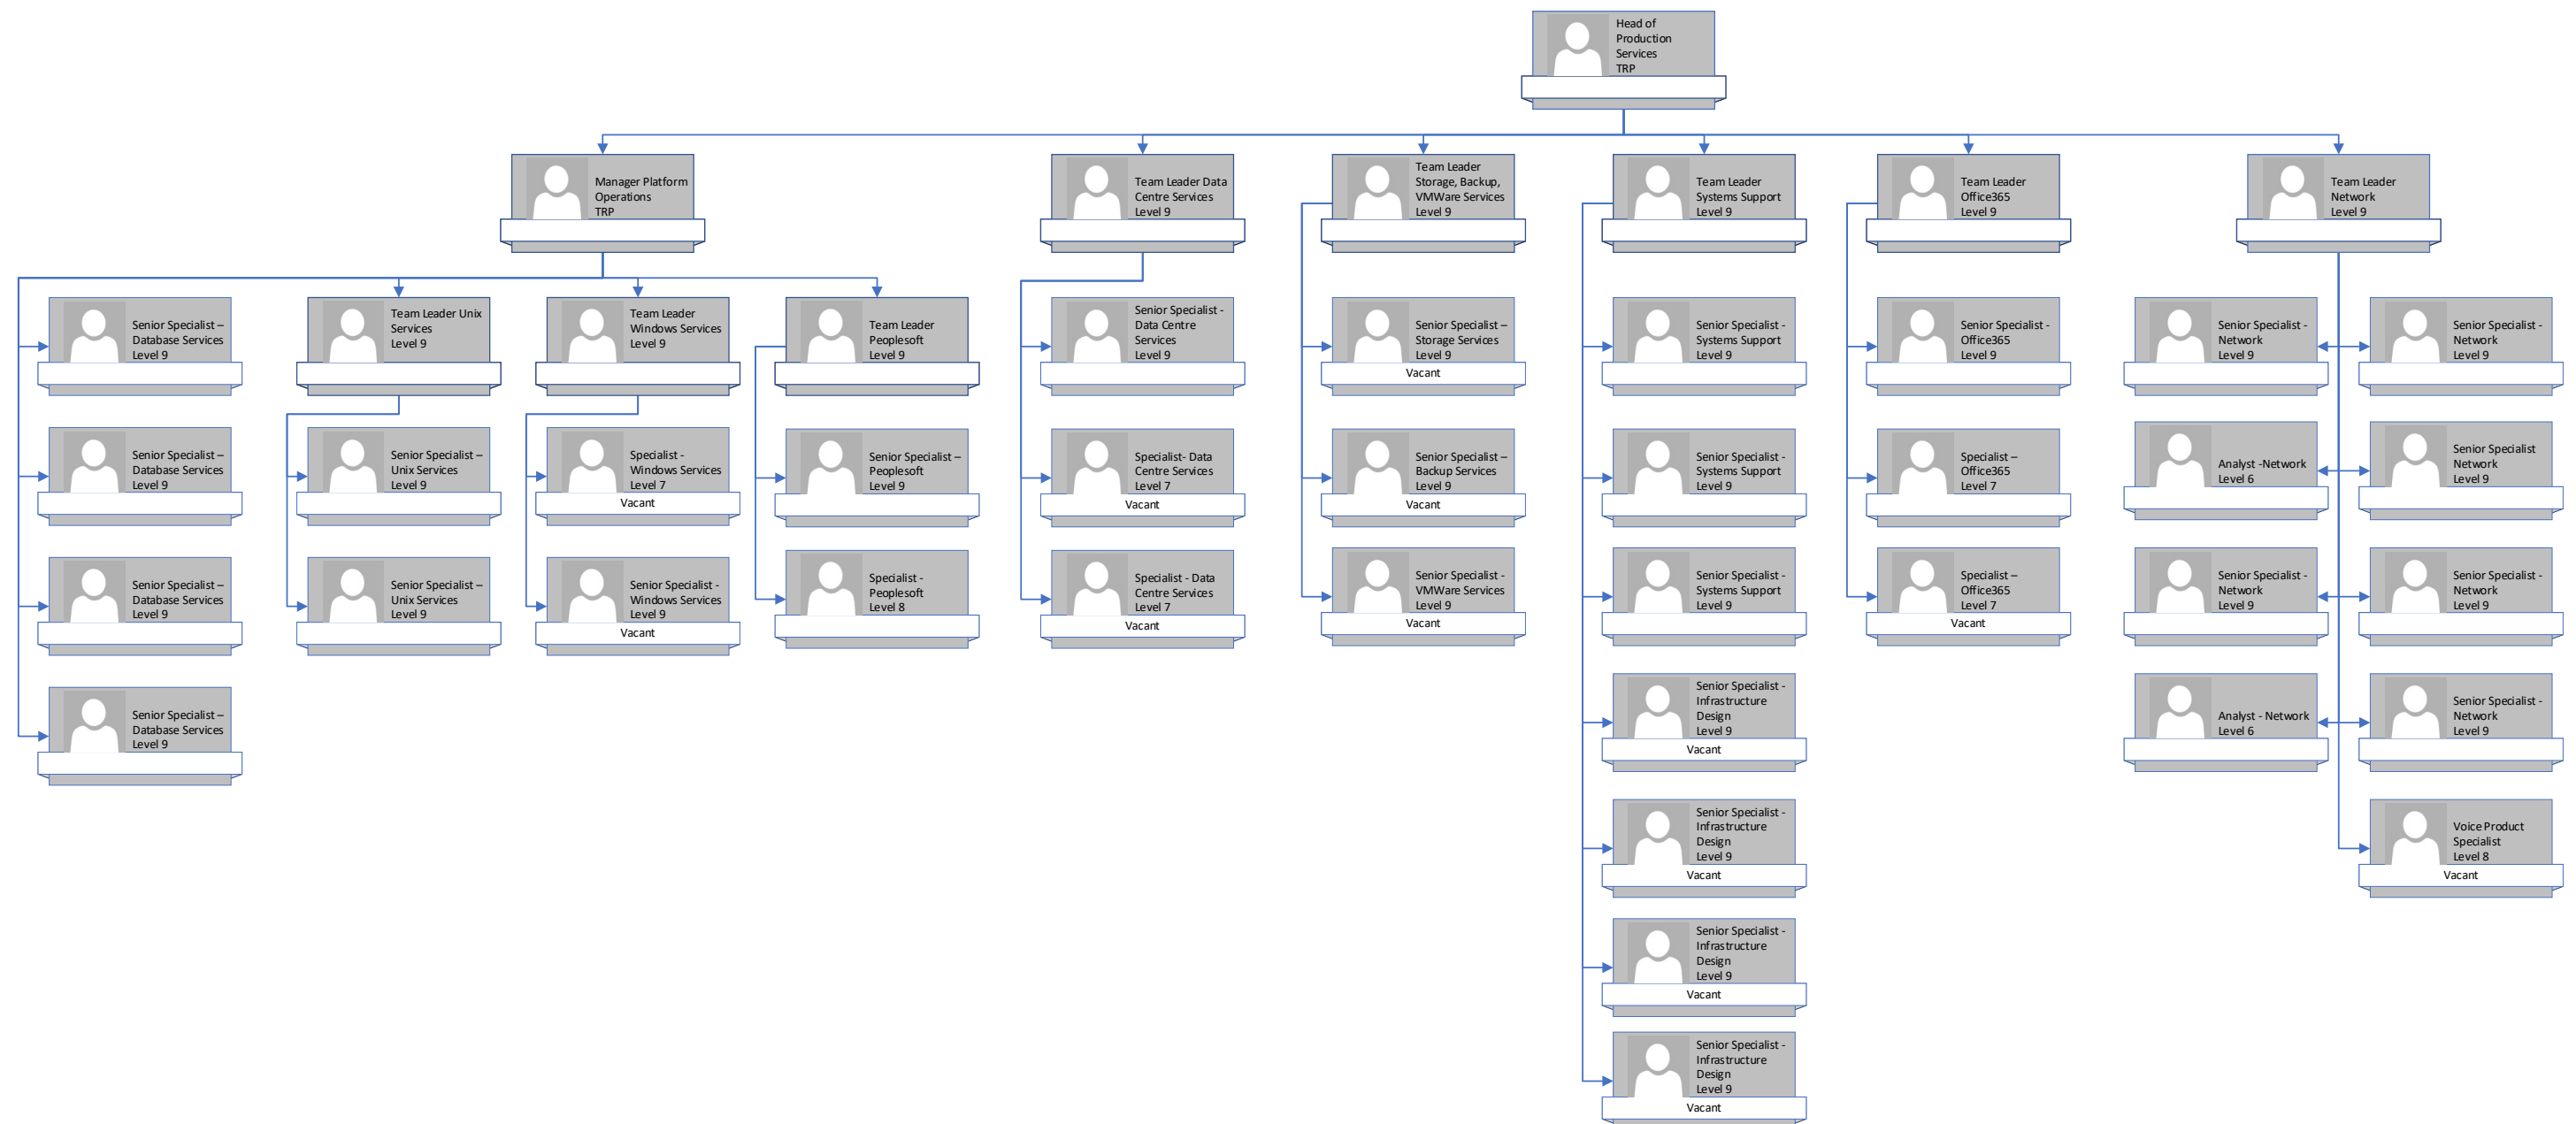 Head of
Production
Services
TRP
Manager Platform
Operations
TRP
Team Leader Data
Centre Services
Level 9
Team Leader
Storage, Backup,
VMWare Services
Level 9
Team Leader
Systems Support
Level 9
Team Leader
Office365
Level 9
Team Leader
Network
Level 9
Senior Specialist –
Database Services
Level 9
Team Leader Unix
Services
Level 9
Team Leader
Windows Services
Level 9
Team Leader
Peoplesoft
Level 9
Senior Specialist -
Data Centre
Services
Level 9
Senior Specialist –
Storage Services
Level 9
Vacant
Senior Specialist -
Systems Support
Level 9
Senior Specialist -
Office365
Level 9
Senior Specialist -
Network
Level 9
Senior Specialist -
Network
Level 9
Senior Specialist –
Database Services
Level 9
Senior Specialist –
Unix Services
Level 9
Specialist -
Windows Services
Level 7
Vacant
Senior Specialist –
Peoplesoft
Level 9
Specialist- Data
Centre Services
Level 7
Vacant
Senior Specialist –
Backup Services
Level 9
Vacant
Senior Specialist -
Systems Support
Level 9
Specialist –
Office365
Level 7
Analyst -Network
Level 6
Senior Specialist
Network
Level 9
Senior Specialist –
Database Services
Level 9
Senior Specialist –
Unix Services
Level 9
Senior Specialist -
Windows Services
Level 9
Vacant
Specialist -
Peoplesoft
Level 8
Specialist - Data
Centre Services
Level 7
Vacant
Senior Specialist -
VMWare Services
Level 9
Vacant
Senior Specialist -
Systems Support
Level 9
Specialist –
Office365
Level 7
Vacant
Senior Specialist -
Network
Level 9
Senior Specialist -
Network
Level 9
Senior Specialist –
Database Services
Level 9
Senior Specialist -
Infrastructure
Design
Level 9
Vacant
Analyst - Network
Level 6
Senior Specialist -
Network
Level 9
Senior Specialist -
Infrastructure
Design
Level 9
Vacant
Voice Product
Specialist
Level 8
Vacant
Senior Specialist -
Infrastructure
Design
Level 9
Vacant
Senior Specialist -
Infrastructure
Design
Level 9
Vacant